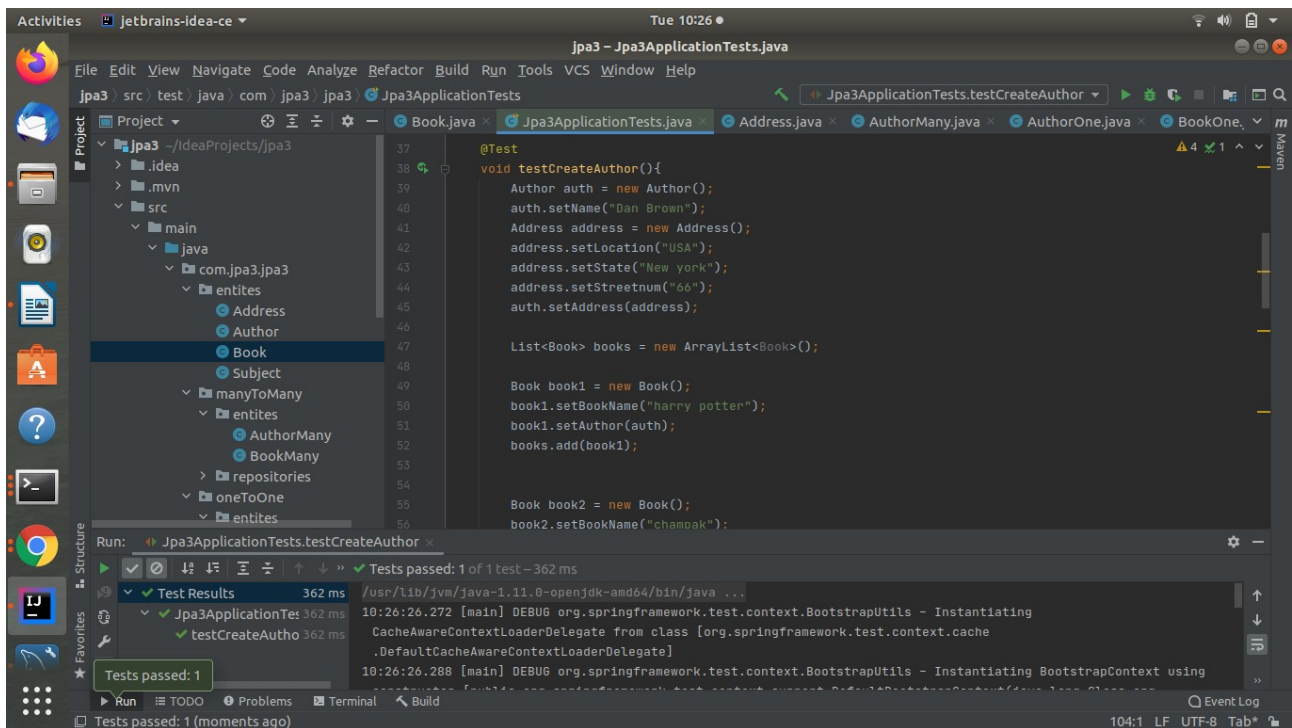 Activities jetbrains-idea-ce Tue 10:26
jpa3 – Jpa3ApplicationTests.java
File Edit View Navigate Code Analyze Refactor Build Run Tools VCS Window Help
jpa3 src test java com jpa3 jpa3 Jpa3ApplicationTests Jpa3ApplicationTests.testCreateAuthor
Project Book.java Jpa3ApplicationTests.java Address.java AuthorMany.java AuthorOne.java BookOne. m
Project
Maven
jpa3 ~/IdeaProjects/jpa3
.idea
.mvn
src
main
java
com.jpa3.jpa3
entites
Address
Author
Book
Subject
manyToMany
entites
AuthorMany
BookMany
repositories
oneToOne
entites
4 1
37 @Test
38 void testCreateAuthor(){
39 Author auth = new Author();
40 auth.setName("Dan Brown");
41 Address address = new Address();
42 address.setLocation("USA");
43 address.setState("New york");
44 address.setStreetnum("66");
45 auth.setAddress(address);
46
47 List<Book> books = new ArrayList<Book>();
48
49 Book book1 = new Book();
50 book1.setBookName("harry potter");
51 book1.setAuthor(auth);
52 books.add(book1);
53
54
55 Book book2 = new Book();
56 book2.setBookName("champak");
Structure
Favorites
Run: Jpa3ApplicationTests.testCreateAuthor
Tests passed: 1 of 1 test – 362 ms
Test Results 362 ms
Jpa3ApplicationTes 362 ms
testCreateAutho 362 ms
/usr/lib/jvm/java-1.11.0-openjdk-amd64/bin/java ...
10:26:26.272 [main] DEBUG org.springframework.test.context.BootstrapUtils - Instantiating
CacheAwareContextLoaderDelegate from class [org.springframework.test.context.cache
.DefaultCacheAwareContextLoaderDelegate]
10:26:26.288 [main] DEBUG org.springframework.test.context.BootstrapUtils - Instantiating BootstrapContext using
Tests passed: 1
Run TODO Problems Terminal Build Event Log
Tests passed: 1 (moments ago) 104:1 LF UTF-8 Tab*